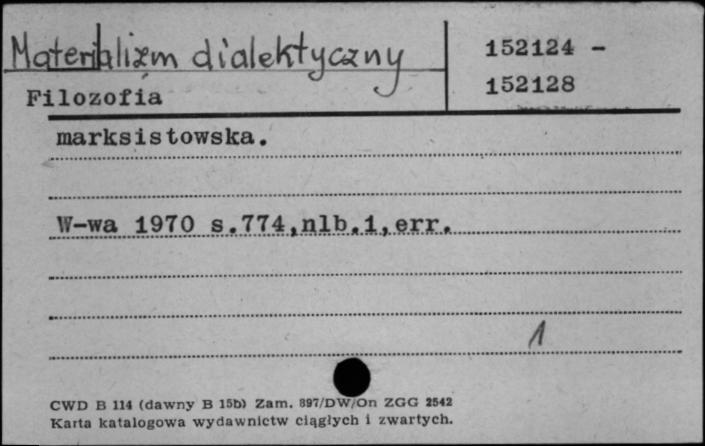 Materializm dialektyczny
152124 -
152128
Filozofia
marksistowska.
W-wa 1970 s.774,nlb.1,err.
1
CWD B 114 (dawny B 15b) Zam. 897/DW/On ZGG 2542
Karta katalogowa wydawnictw ciągłych i zwartych.